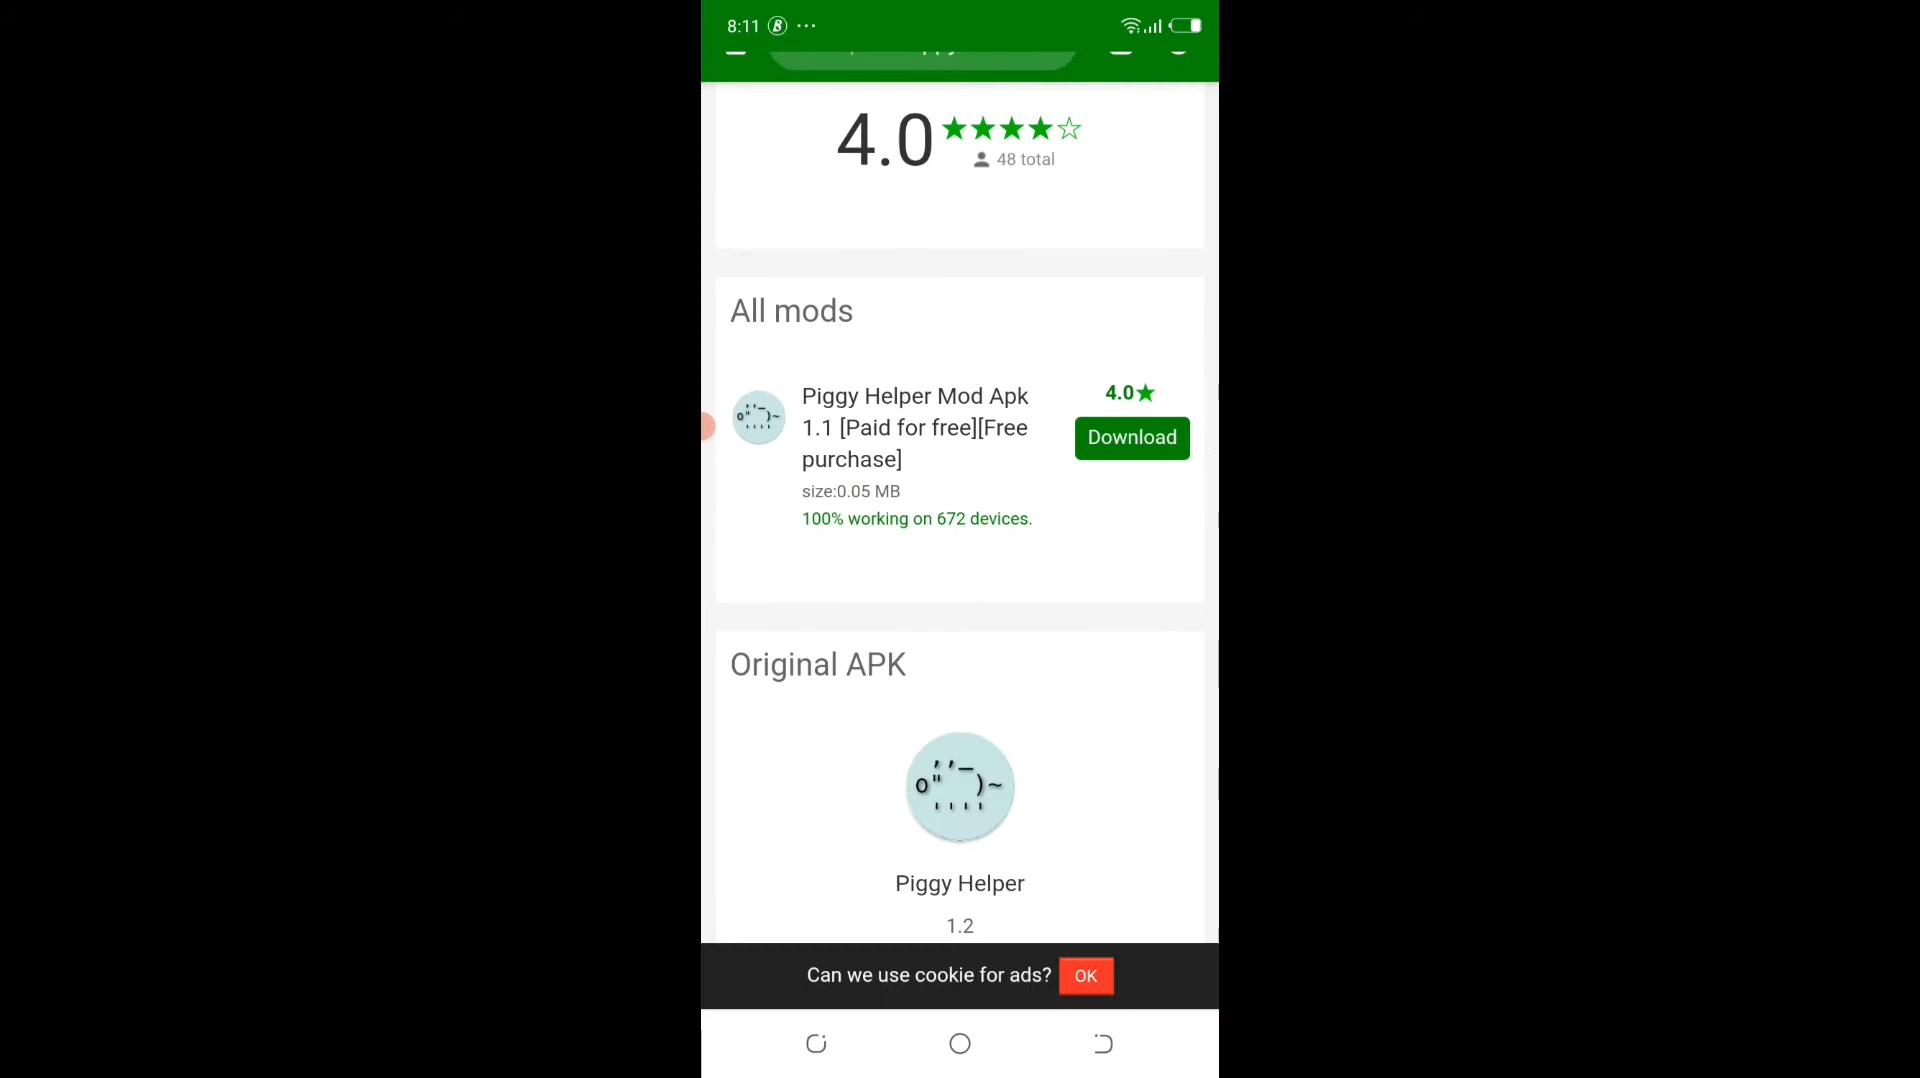 8:11
4.0
48 total
All mods
Piggy Helper Mod Apk
1.1 [Paid for free][Free
purchase]
size:0.05 MB
100% working on 672 devices.
4.0★
Download
Original APK
Piggy Helper
1.2
Can we use cookie for ads?
OK